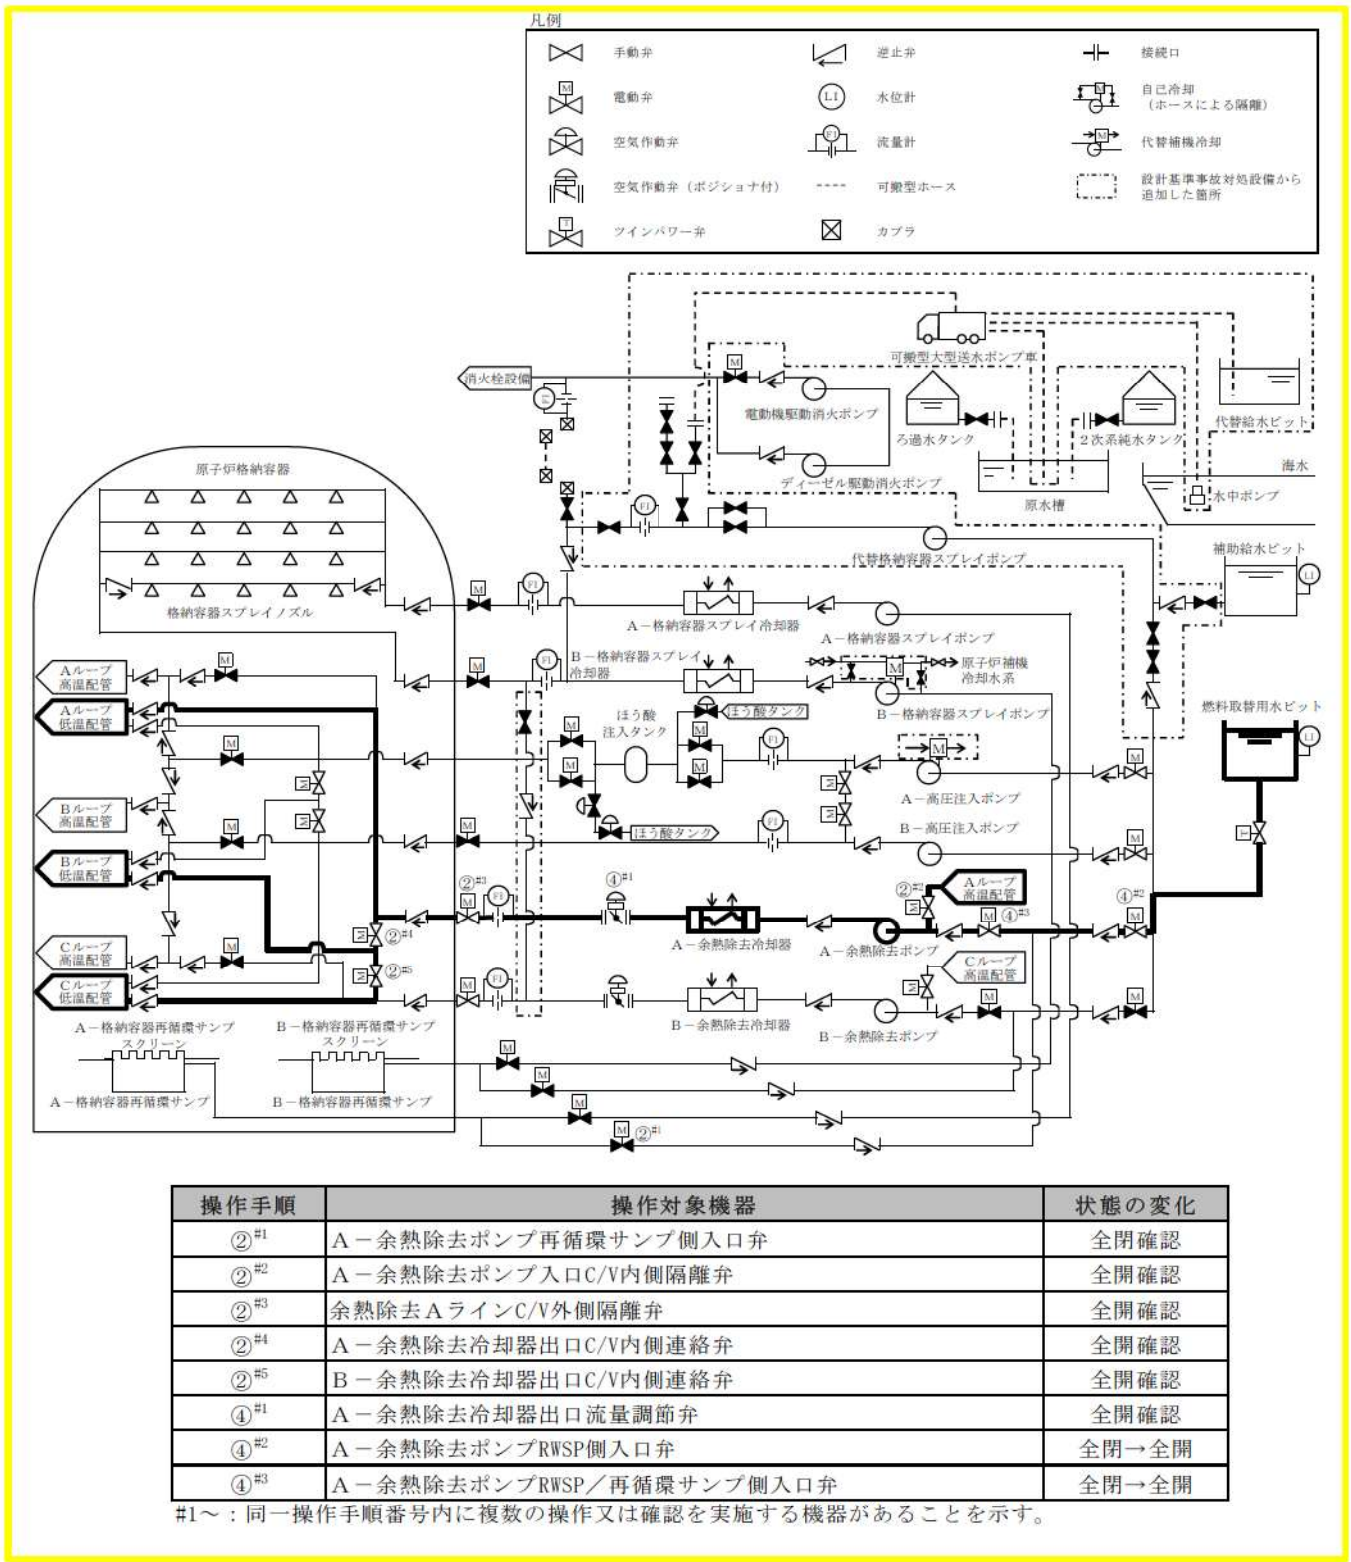 凡例
手動弁
逆止弁
接続口
M
電動弁
LI
水位計
M
自己冷却
(ホースによる隔離)
空気作動弁
FI
流量計
M
代替補機冷却
空気作動弁（ポジショナ付）
可搬型ホース
設計基準事故対処設備から
追加した箇所
T
ツインパワー弁
カプラ
可搬型大型送水ポンプ車
消火栓設備
M
FI
電動機駆動消火ポンプ
ろ過水タンク
2次系純水タンク
代替給水ピット
原子炉格納容器
ディーゼル駆動消火ポンプ
原水槽
海水
水中ポンプ
FI
代替格納容器スプレイポンプ
補助給水ピット
LI
格納容器スプレイノズル
M
FI
A－格納容器スプレイ冷却器
A－格納容器スプレイポンプ
Aループ
高温配管
M
M
FI
B－格納容器スプレイ
冷却器
M
原子炉補機
冷却水系
B－格納容器スプレイポンプ
Aループ
低温配管
ほう酸
注入タンク
ほう酸タンク
燃料取替用水ピット
LI
M
M
M
FI
M
M
M
M
M
M
A－高圧注入ポンプ
Bループ
高温配管
M
M
ほう酸タンク
B－高圧注入ポンプ
T
M
M
FI
M
Bループ
低温配管
②#3
④#1
②#2
Aループ
高温配管
④#2
M
FI
M
M
④#3
M
M
②#4
A－余熱除去冷却器
A－余熱除去ポンプ
Cループ
高温配管
M
M
②#5
Cループ
高温配管
Cループ
低温配管
M
FI
M
M
M
B－余熱除去冷却器
B－余熱除去ポンプ
A－格納容器再循環サンプ
スクリーン
B－格納容器再循環サンプ
スクリーン
M
M
A－格納容器再循環サンプ
B－格納容器再循環サンプ
M
M
②#1
操作手順
操作対象機器
状態の変化
②#1
A－余熱除去ポンプ再循環サンプ側入口弁
全閉確認
②#2
A－余熱除去ポンプ入口C/V内側隔離弁
全開確認
②#3
余熱除去AラインC/V外側隔離弁
全開確認
②#4
A－余熱除去冷却器出口C/V内側連絡弁
全開確認
②#5
B－余熱除去冷却器出口C/V内側連絡弁
全開確認
④#1
A－余熱除去冷却器出口流量調節弁
全開確認
④#2
A－余熱除去ポンプRWSP側入口弁
全閉→全開
④#3
A－余熱除去ポンプRWSP／再循環サンプ側入口弁
全閉→全開
#1～：同一操作手順番号内に複数の操作又は確認を実施する機器があることを示す。